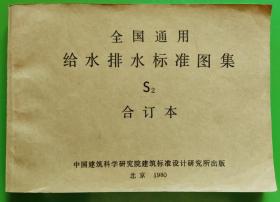 全国通用
给水排水标准图集
S₂
合订本
中国建筑科学研究院建筑标准设计研究所出版
北京 1980